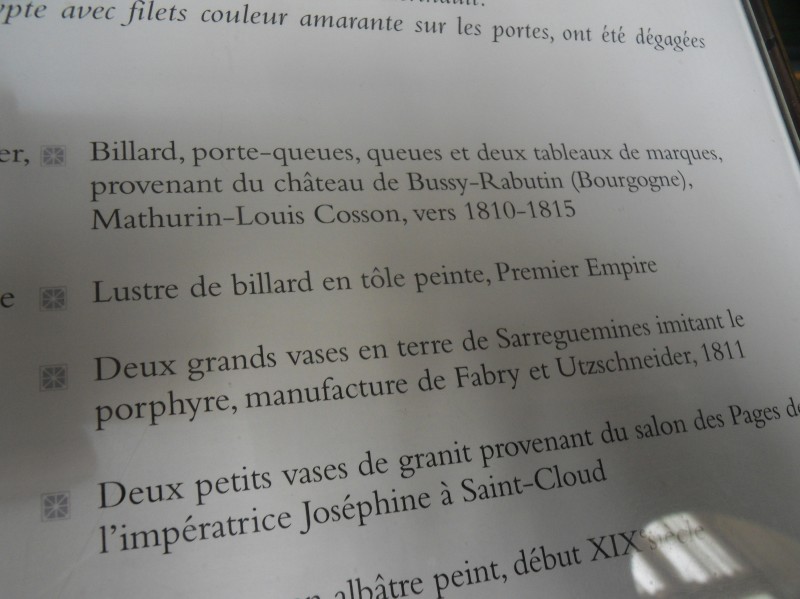 avec filets couleur amarante sur les portes, ont été dégagées
Billard, porte-queues, queues et deux tableaux de marques,
provenant du château de Bussy-Rabutin (Bourgogne),
Mathurin-Louis Cosson, vers 1810-1815
Lustre de billard en tôle peinte, Premier Empire
Deux grands vases en terre de Sarreguemines imitant le
porphyre, manufacture de Fabry et Utzschneider, 1811
Deux petits vases de granit provenant du salon des Pages de
l'impératrice Joséphine à Saint-Cloud
albâtre peint, début XIXe siècle